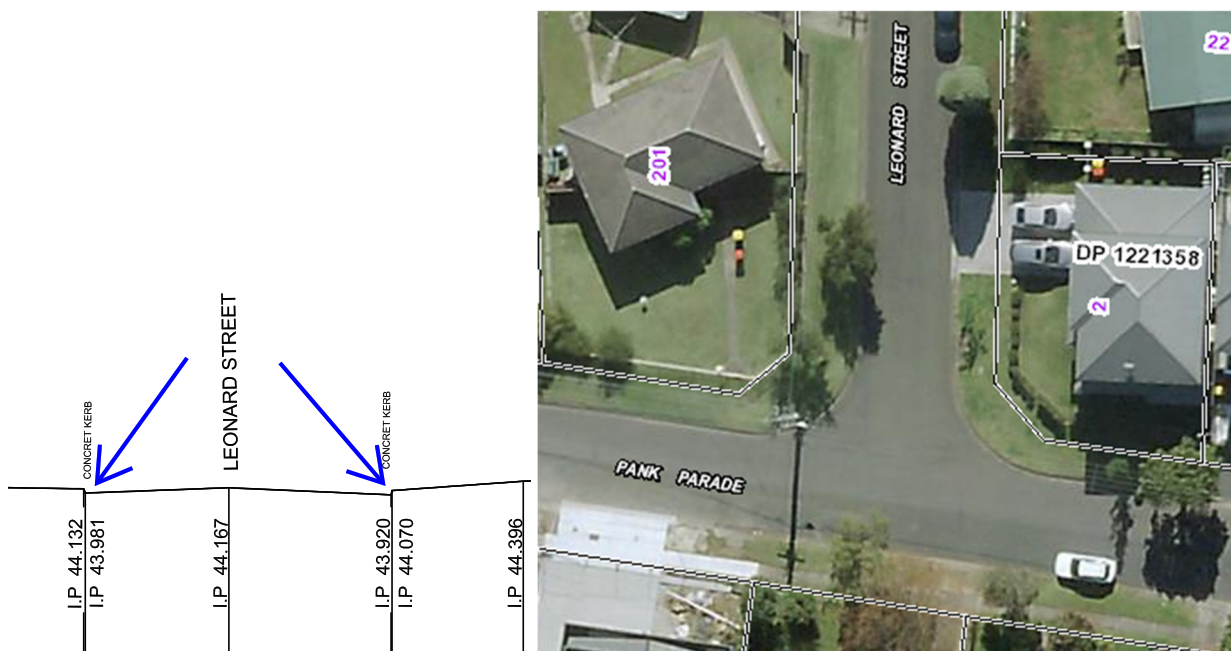 LEONARD STREET
CONCRET KERB
CONCRET KERB
I.P 44.132
I.P 43.981
I.P 44.167
I.P 43.920
I.P 44.070
I.P 44.396
LEONARD STREET
201
22
DP 1221358
2
PANK PARADE